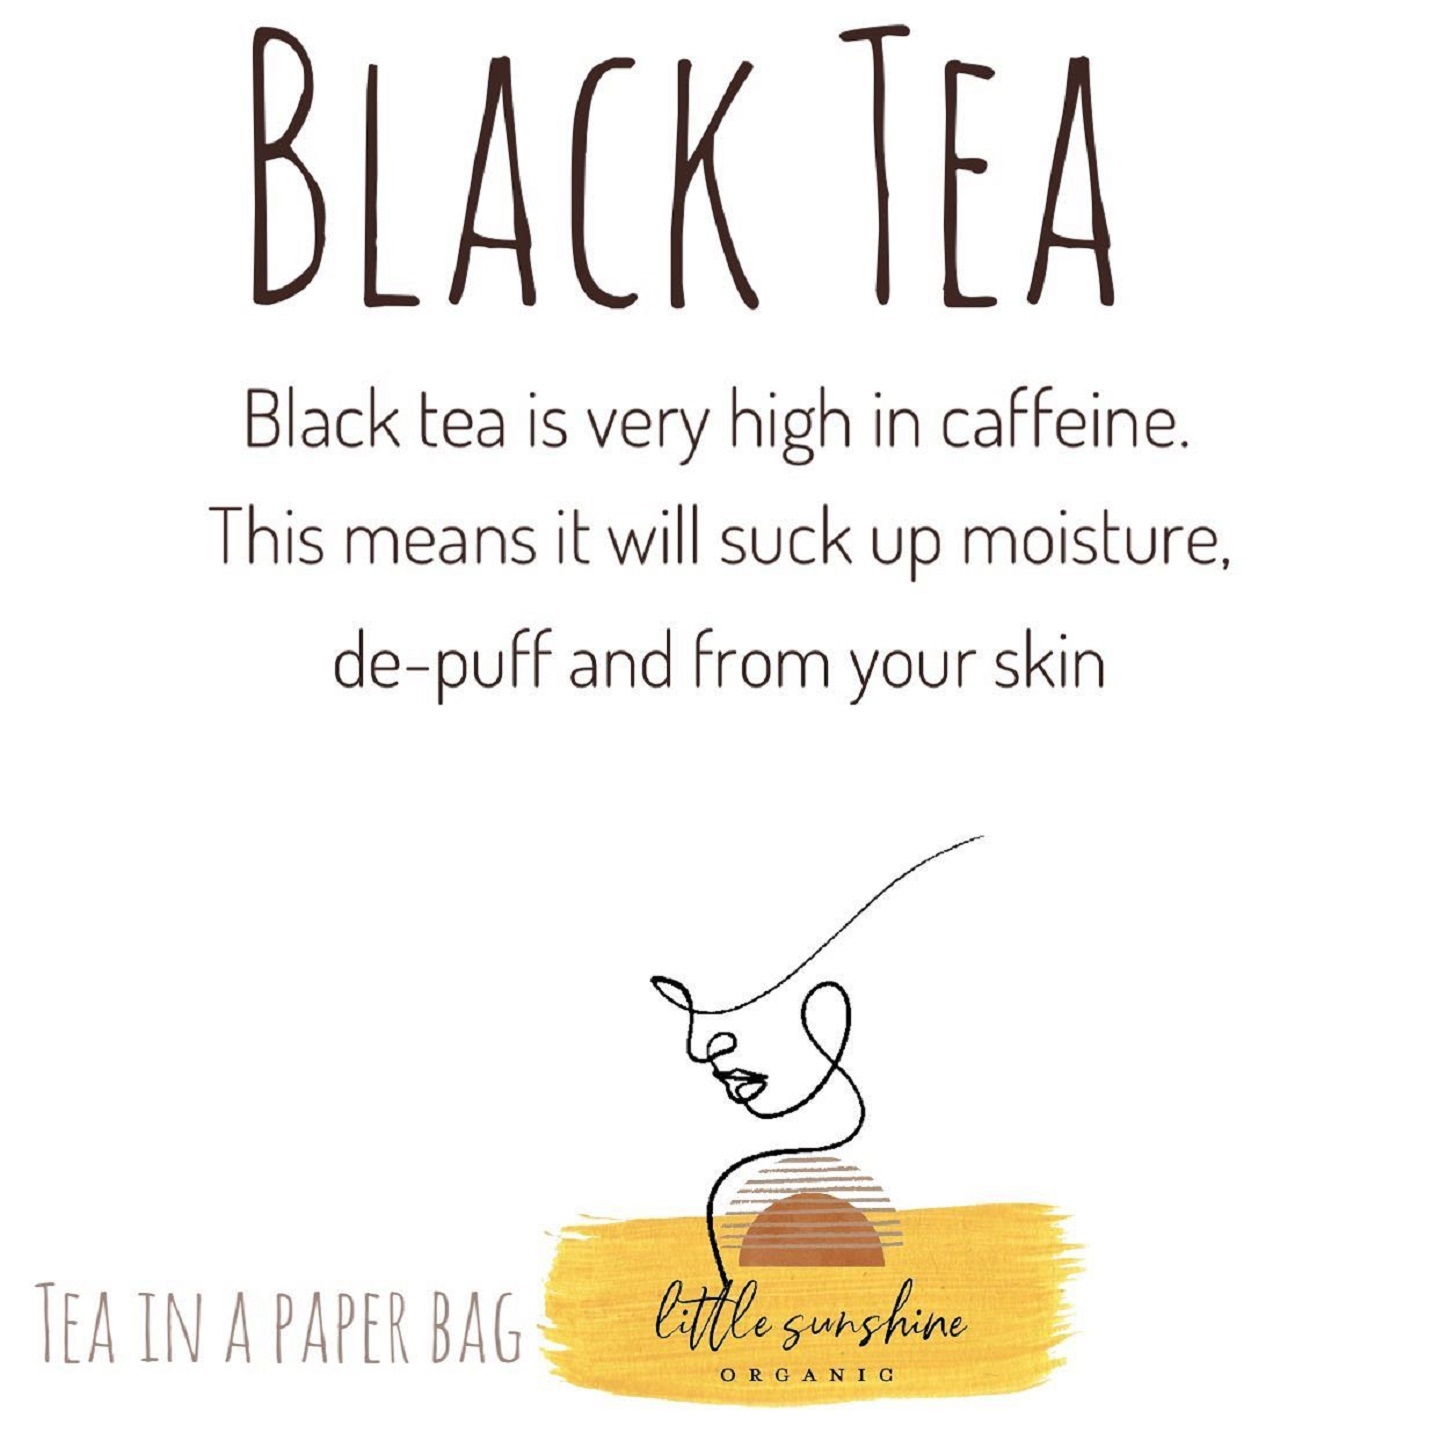 BLACK TEA
Black tea is very high in caffeine.
This means it will suck up moisture,
de-puff and from your skin
TEA IN A PAPER BAG
little sunshine
ORGANIC